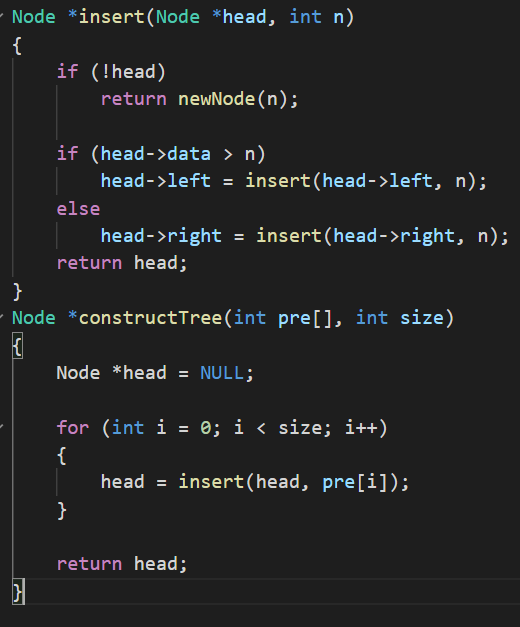 Node *insert(Node *head, int n)
{
    if (!head)
        return newNode(n);

    if (head->data > n)
        head->left = insert(head->left, n);
    else
        head->right = insert(head->right, n);
    return head;
}
Node *constructTree(int pre[], int size)
{
    Node *head = NULL;

    for (int i = 0; i < size; i++)
    {
        head = insert(head, pre[i]);
    }

    return head;
}